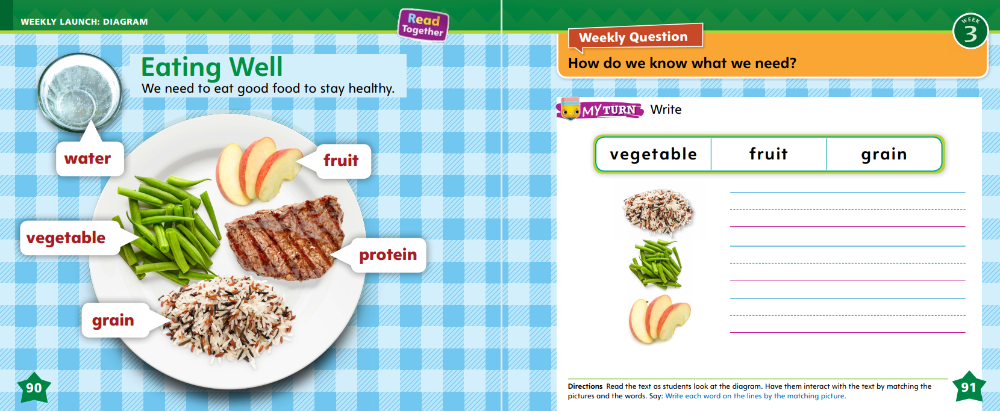 WEEKLY LAUNCH: DIAGRAM
Read
Together
Eating Well
We need to eat good food to stay healthy.
water
fruit
vegetable
protein
grain
90
WEEK
3
Weekly Question
How do we know what we need?
MY TURN Write
vegetable fruit grain
Directions Read the text as students look at the diagram. Have them interact with the text by matching the
pictures and the words. Say: Write each word on the lines by the matching picture.
91